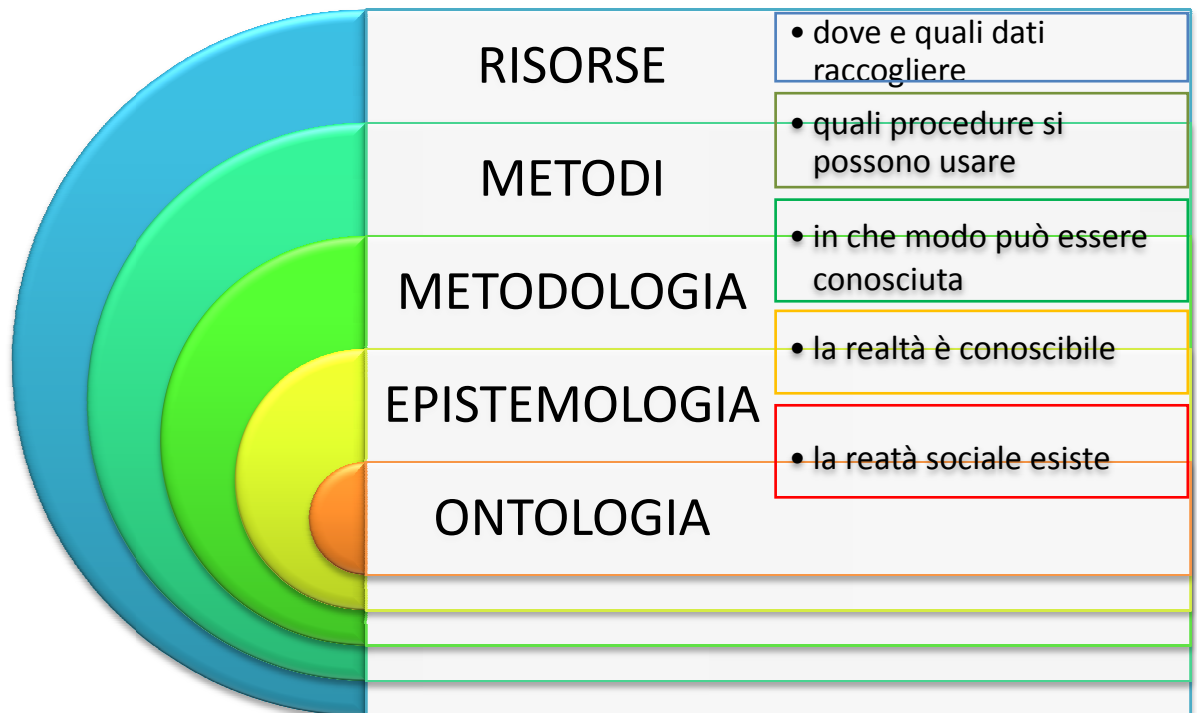 RISORSE
• dove e quali dati
raccogliere
METODI
• quali procedure si
possono usare
METODOLOGIA
• in che modo può essere
conosciuta
EPISTEMOLOGIA
• la realtà è conoscibile
ONTOLOGIA
• la reatà sociale esiste